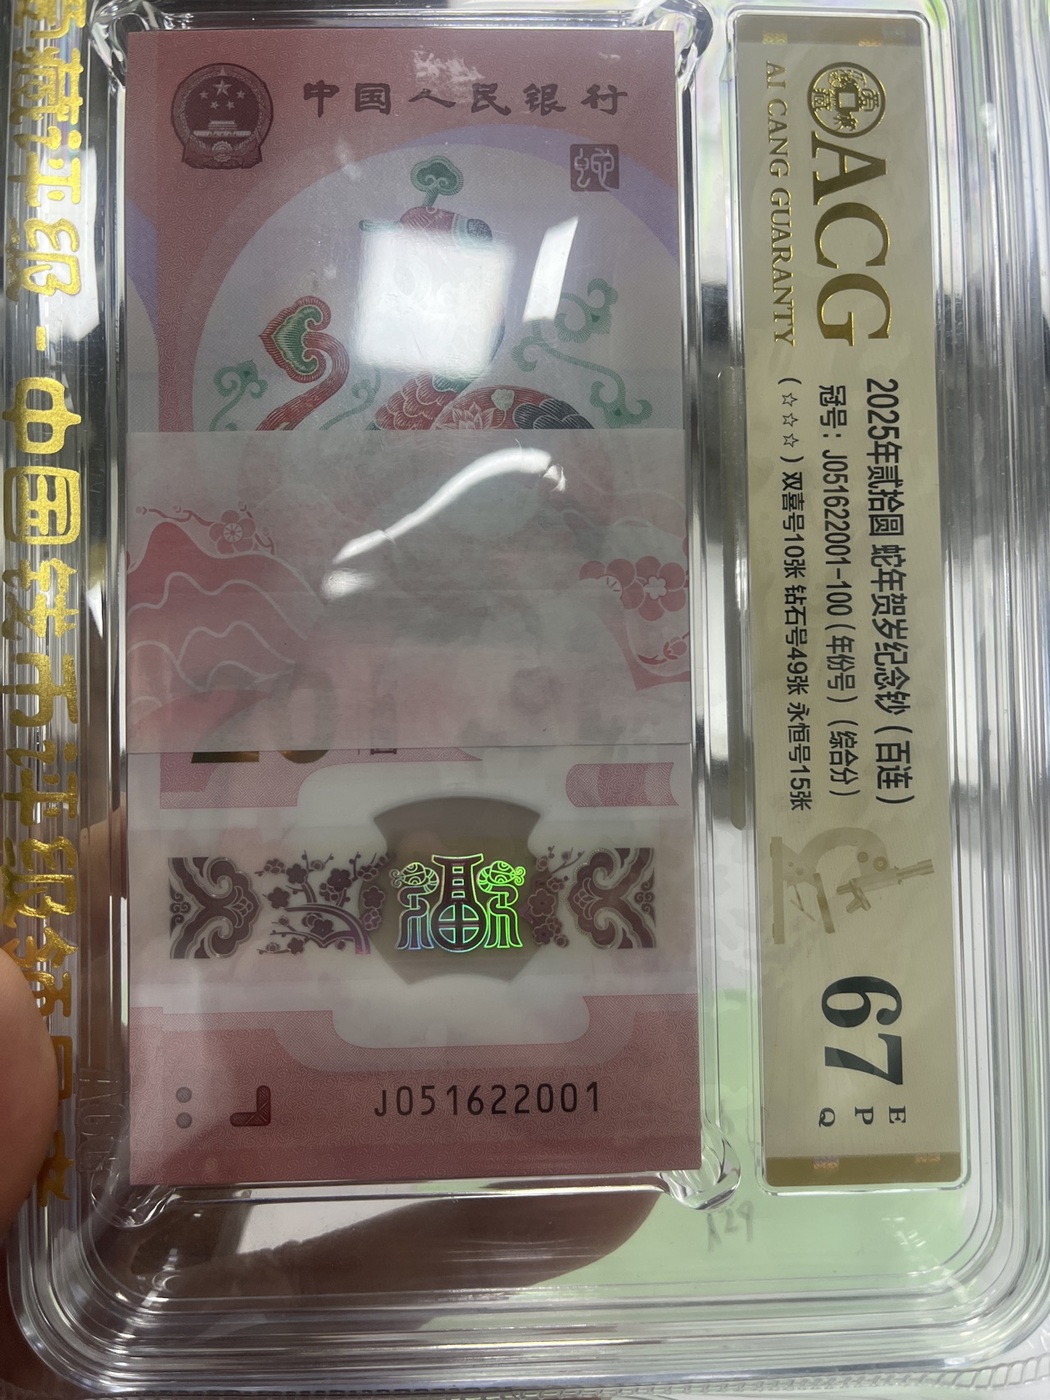 中国人民银行
J051622001
ACG
AI CANG GUARANTY
2025年贰拾圆 蛇年贺岁纪念钞（百连）
冠号：J051622001-100（年份号）（综合分）
（☆☆☆）双喜号10张 钻石号49张 永恒号15张
67
E
P
Q